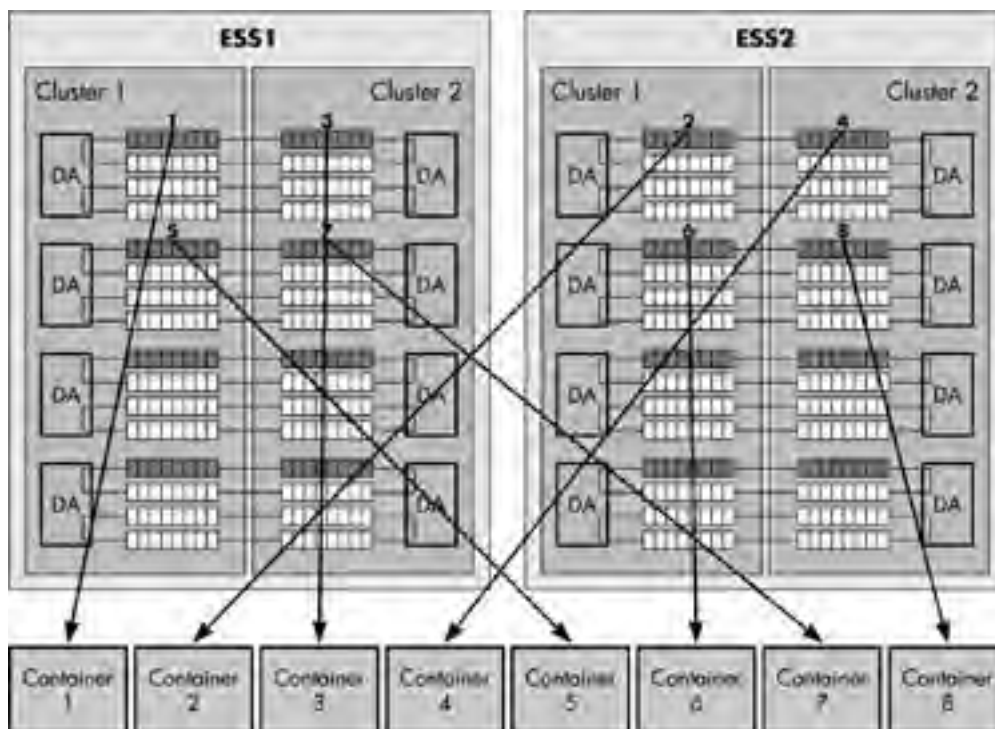 ESS1
ESS2
Cluster 1
Cluster 2
Cluster 1
Cluster 2
1
3
2
4
DA
DA
DA
DA
5
7
6
8
DA
DA
DA
DA
DA
DA
DA
DA
DA
DA
DA
DA
Container 1
Container 2
Container 3
Container 4
Container 5
Container 6
Container 7
Container 8